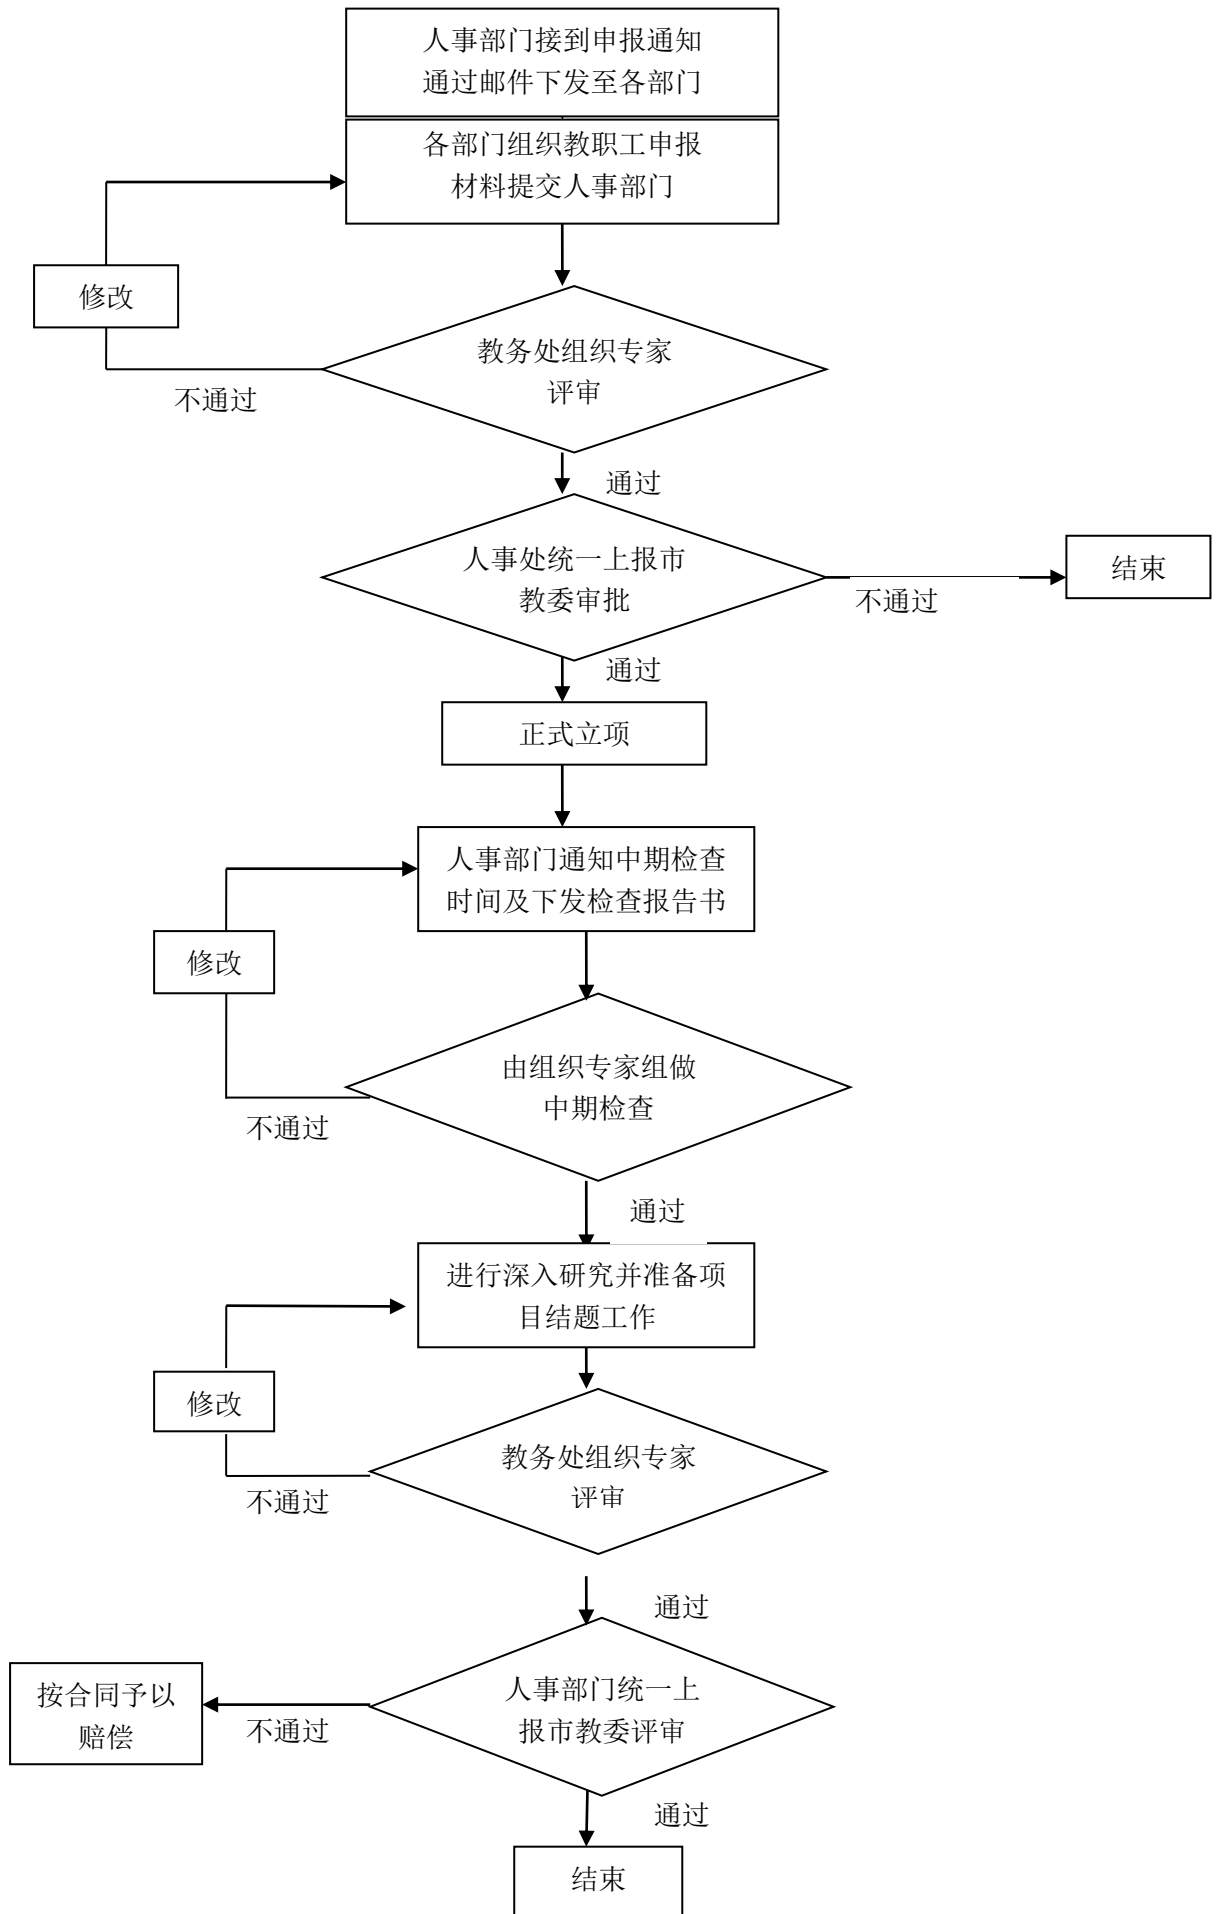 人事部门接到申报通知
通过邮件下发至各部门
各部门组织教职工申报
材料提交人事部门
修改
教务处组织专家
评审
不通过
通过
人事处统一上报市
教委审批
不通过
结束
通过
正式立项
人事部门通知中期检查
时间及下发检查报告书
修改
由组织专家组做
中期检查
不通过
通过
进行深入研究并准备项
目结题工作
修改
教务处组织专家
评审
不通过
通过
人事部门统一上
报市教委评审
按合同予以
赔偿
不通过
通过
结束